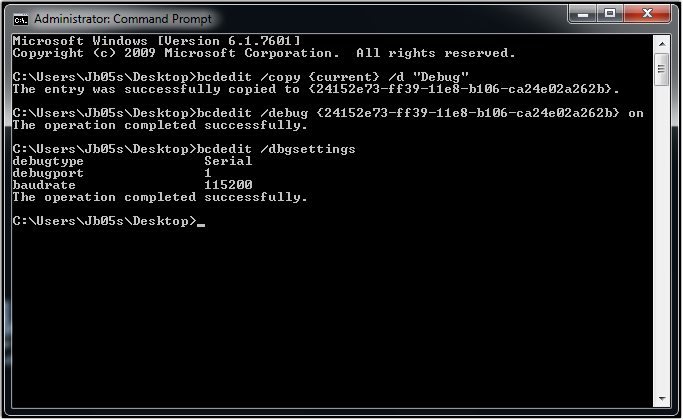 Administrator: Command Prompt
Microsoft Windows [Version 6.1.7601]
Copyright (c) 2009 Microsoft Corporation.  All rights reserved.
C:\Users\Jb05s\Desktop>bcdedit /copy {current} /d "Debug"
The entry was successfully copied to {24152e73-ff39-11e8-b106-ca24e02a262b}.
C:\Users\Jb05s\Desktop>bcdedit /debug {24152e73-ff39-11e8-b106-ca24e02a262b} on
The operation completed successfully.
C:\Users\Jb05s\Desktop>bcdedit /dbgsettings
debugtype               Serial
debugport               1
baudrate                115200
The operation completed successfully.
C:\Users\Jb05s\Desktop>_